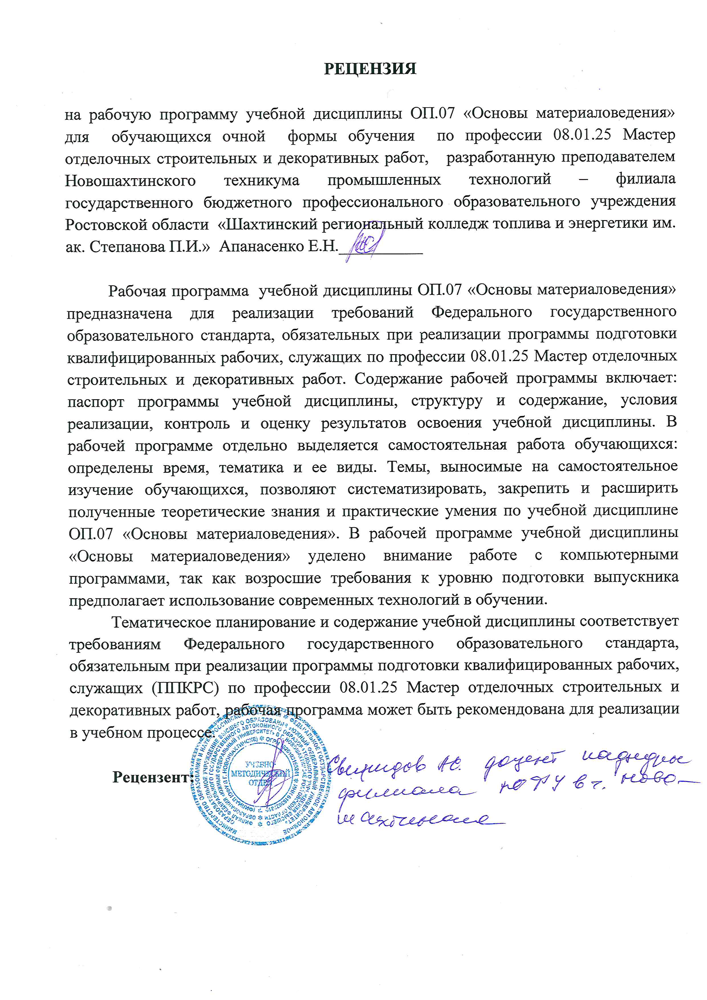 РЕЦЕНЗИЯ
на рабочую программу учебной дисциплины ОП.07 «Основы материаловедения»
для обучающихся очной формы обучения по профессии 08.01.25 Мастер
отделочных строительных и декоративных работ, разработанную преподавателем
Новошахтинского техникума промышленных технологий – филиала
государственного бюджетного профессионального образовательного учреждения
Ростовской области «Шахтинский региональный колледж топлива и энергетики им.
ак. Степанова П.И.» Апанасенко Е.Н.__________
Рабочая программа учебной дисциплины ОП.07 «Основы материаловедения»
предназначена для реализации требований Федерального государственного
образовательного стандарта, обязательных при реализации программы подготовки
квалифицированных рабочих, служащих по профессии 08.01.25 Мастер отделочных
строительных и декоративных работ. Содержание рабочей программы включает:
паспорт программы учебной дисциплины, структуру и содержание, условия
реализации, контроль и оценку результатов освоения учебной дисциплины. В
рабочей программе отдельно выделяется самостоятельная работа обучающихся:
определены время, тематика и ее виды. Темы, выносимые на самостоятельное
изучение обучающихся, позволяют систематизировать, закрепить и расширить
полученные теоретические знания и практические умения по учебной дисциплине
ОП.07 «Основы материаловедения». В рабочей программе учебной дисциплины
«Основы материаловедения» уделено внимание работе с компьютерными
программами, так как возросшие требования к уровню подготовки выпускника
предполагает использование современных технологий в обучении.
Тематическое планирование и содержание учебной дисциплины соответствует
требованиям Федерального государственного образовательного стандарта,
обязательным при реализации программы подготовки квалифицированных рабочих,
служащих (ППКРС) по профессии 08.01.25 Мастер отделочных строительных и
декоративных работ, рабочая программа может быть рекомендована для реализации
в учебном процессе.
Рецензент:
УЧЕБНО-
МЕТОДИЧЕСКИЙ
ОТДЕЛ
доцент кафедры
филиала ЮФУ в г. Ново-
шахтинске